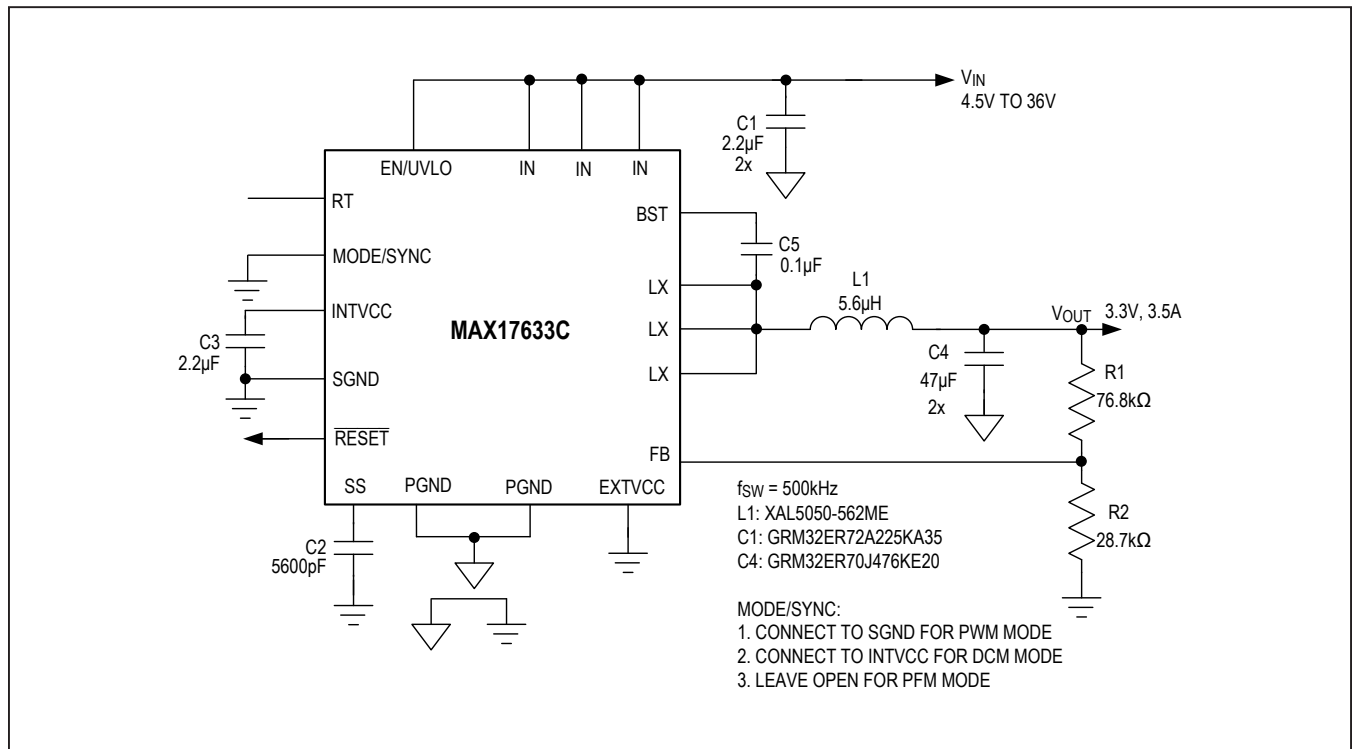 VIN
4.5V TO 36V
C1
2.2µF
2x
EN/UVLO
IN
IN
IN
RT
BST
MODE/SYNC
C5
0.1µF
LX
L1
5.6µH
INTVCC
MAX17633C
LX
VOUT
3.3V, 3.5A
C3
2.2µF
SGND
LX
C4
47µF
2x
R1
76.8kΩ
RESET
FB
SS
PGND
PGND
EXTVCC
C2
5600pF
fSW = 500kHz
L1: XAL5050-562ME
C1: GRM32ER72A225KA35
C4: GRM32ER70J476KE20
R2
28.7kΩ
MODE/SYNC:
1. CONNECT TO SGND FOR PWM MODE
2. CONNECT TO INTVCC FOR DCM MODE
3. LEAVE OPEN FOR PFM MODE